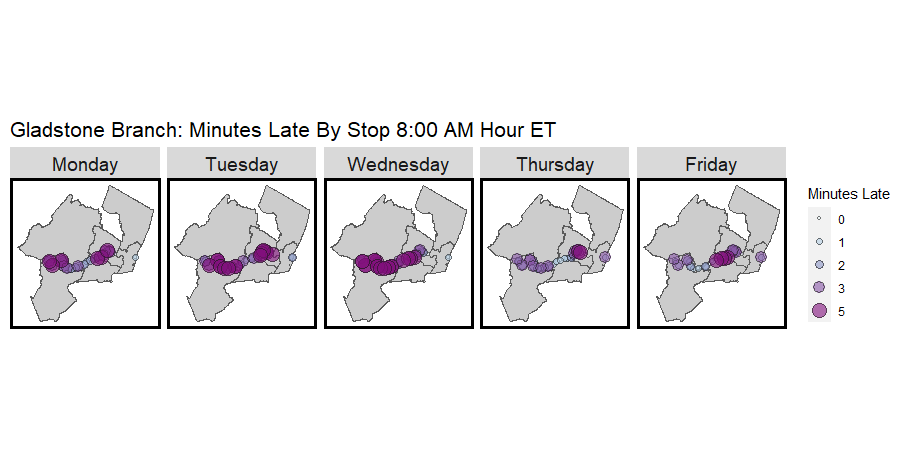 Gladstone Branch: Minutes Late By Stop 8:00 AM Hour ET
Monday
Tuesday
Wednesday
Thursday
Friday
Minutes Late
0
1
2
3
5